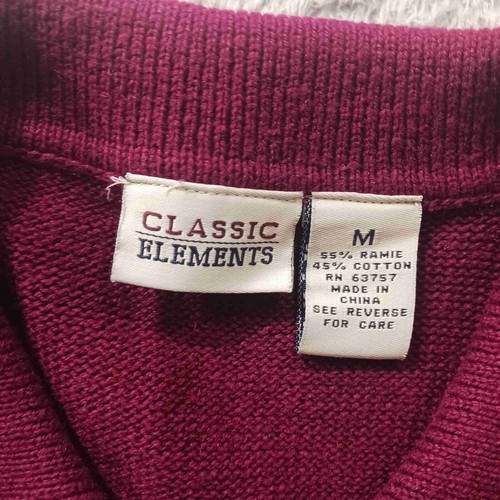 CLASSIC
ELEMENTS
M
55% RAMIE
45% COTTON
RN 63757
MADE IN
CHINA
SEE REVERSE
FOR CARE